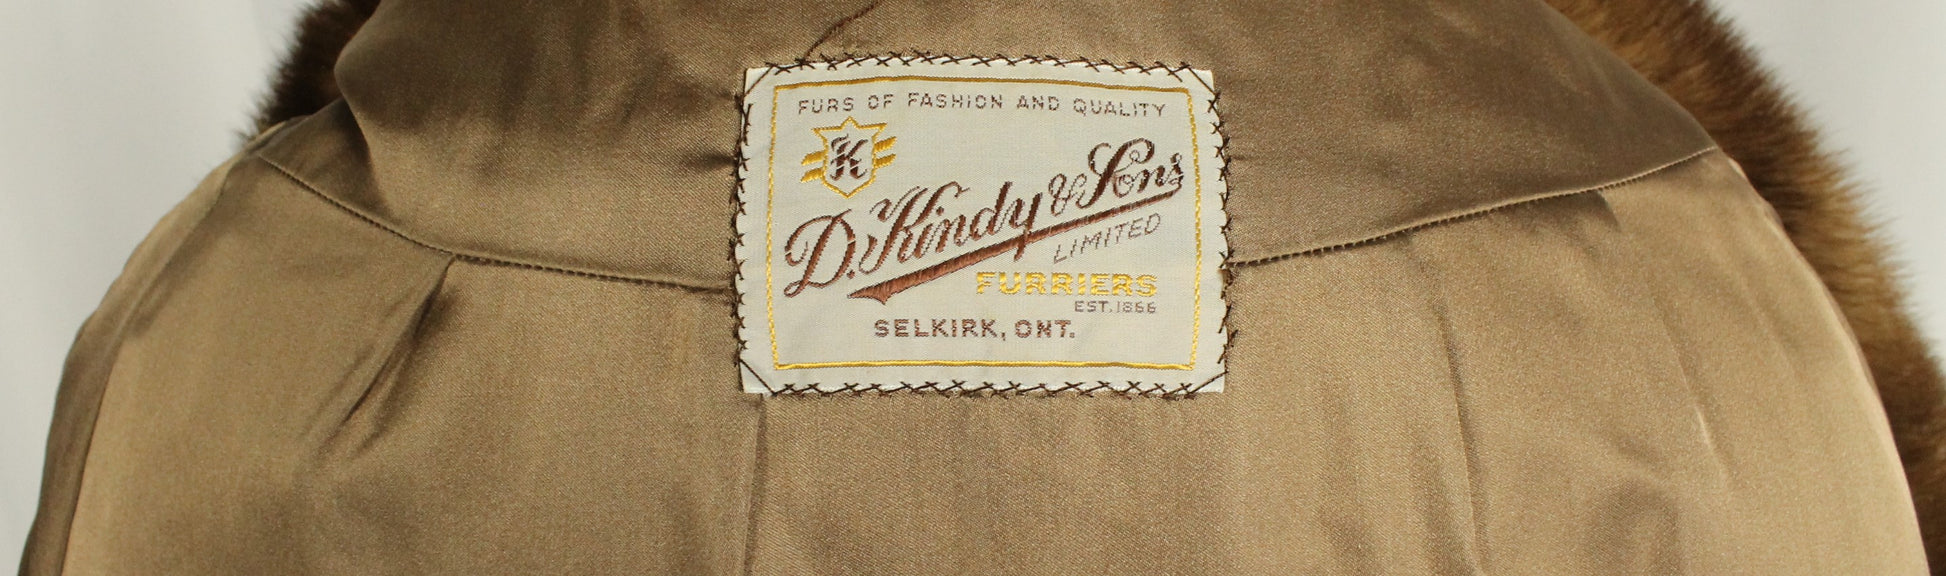 FURS OF FASHION AND QUALITY
K
D. Kindy & Sons
LIMITED
FURRIERS
EST. 1866
SELKIRK, ONT.